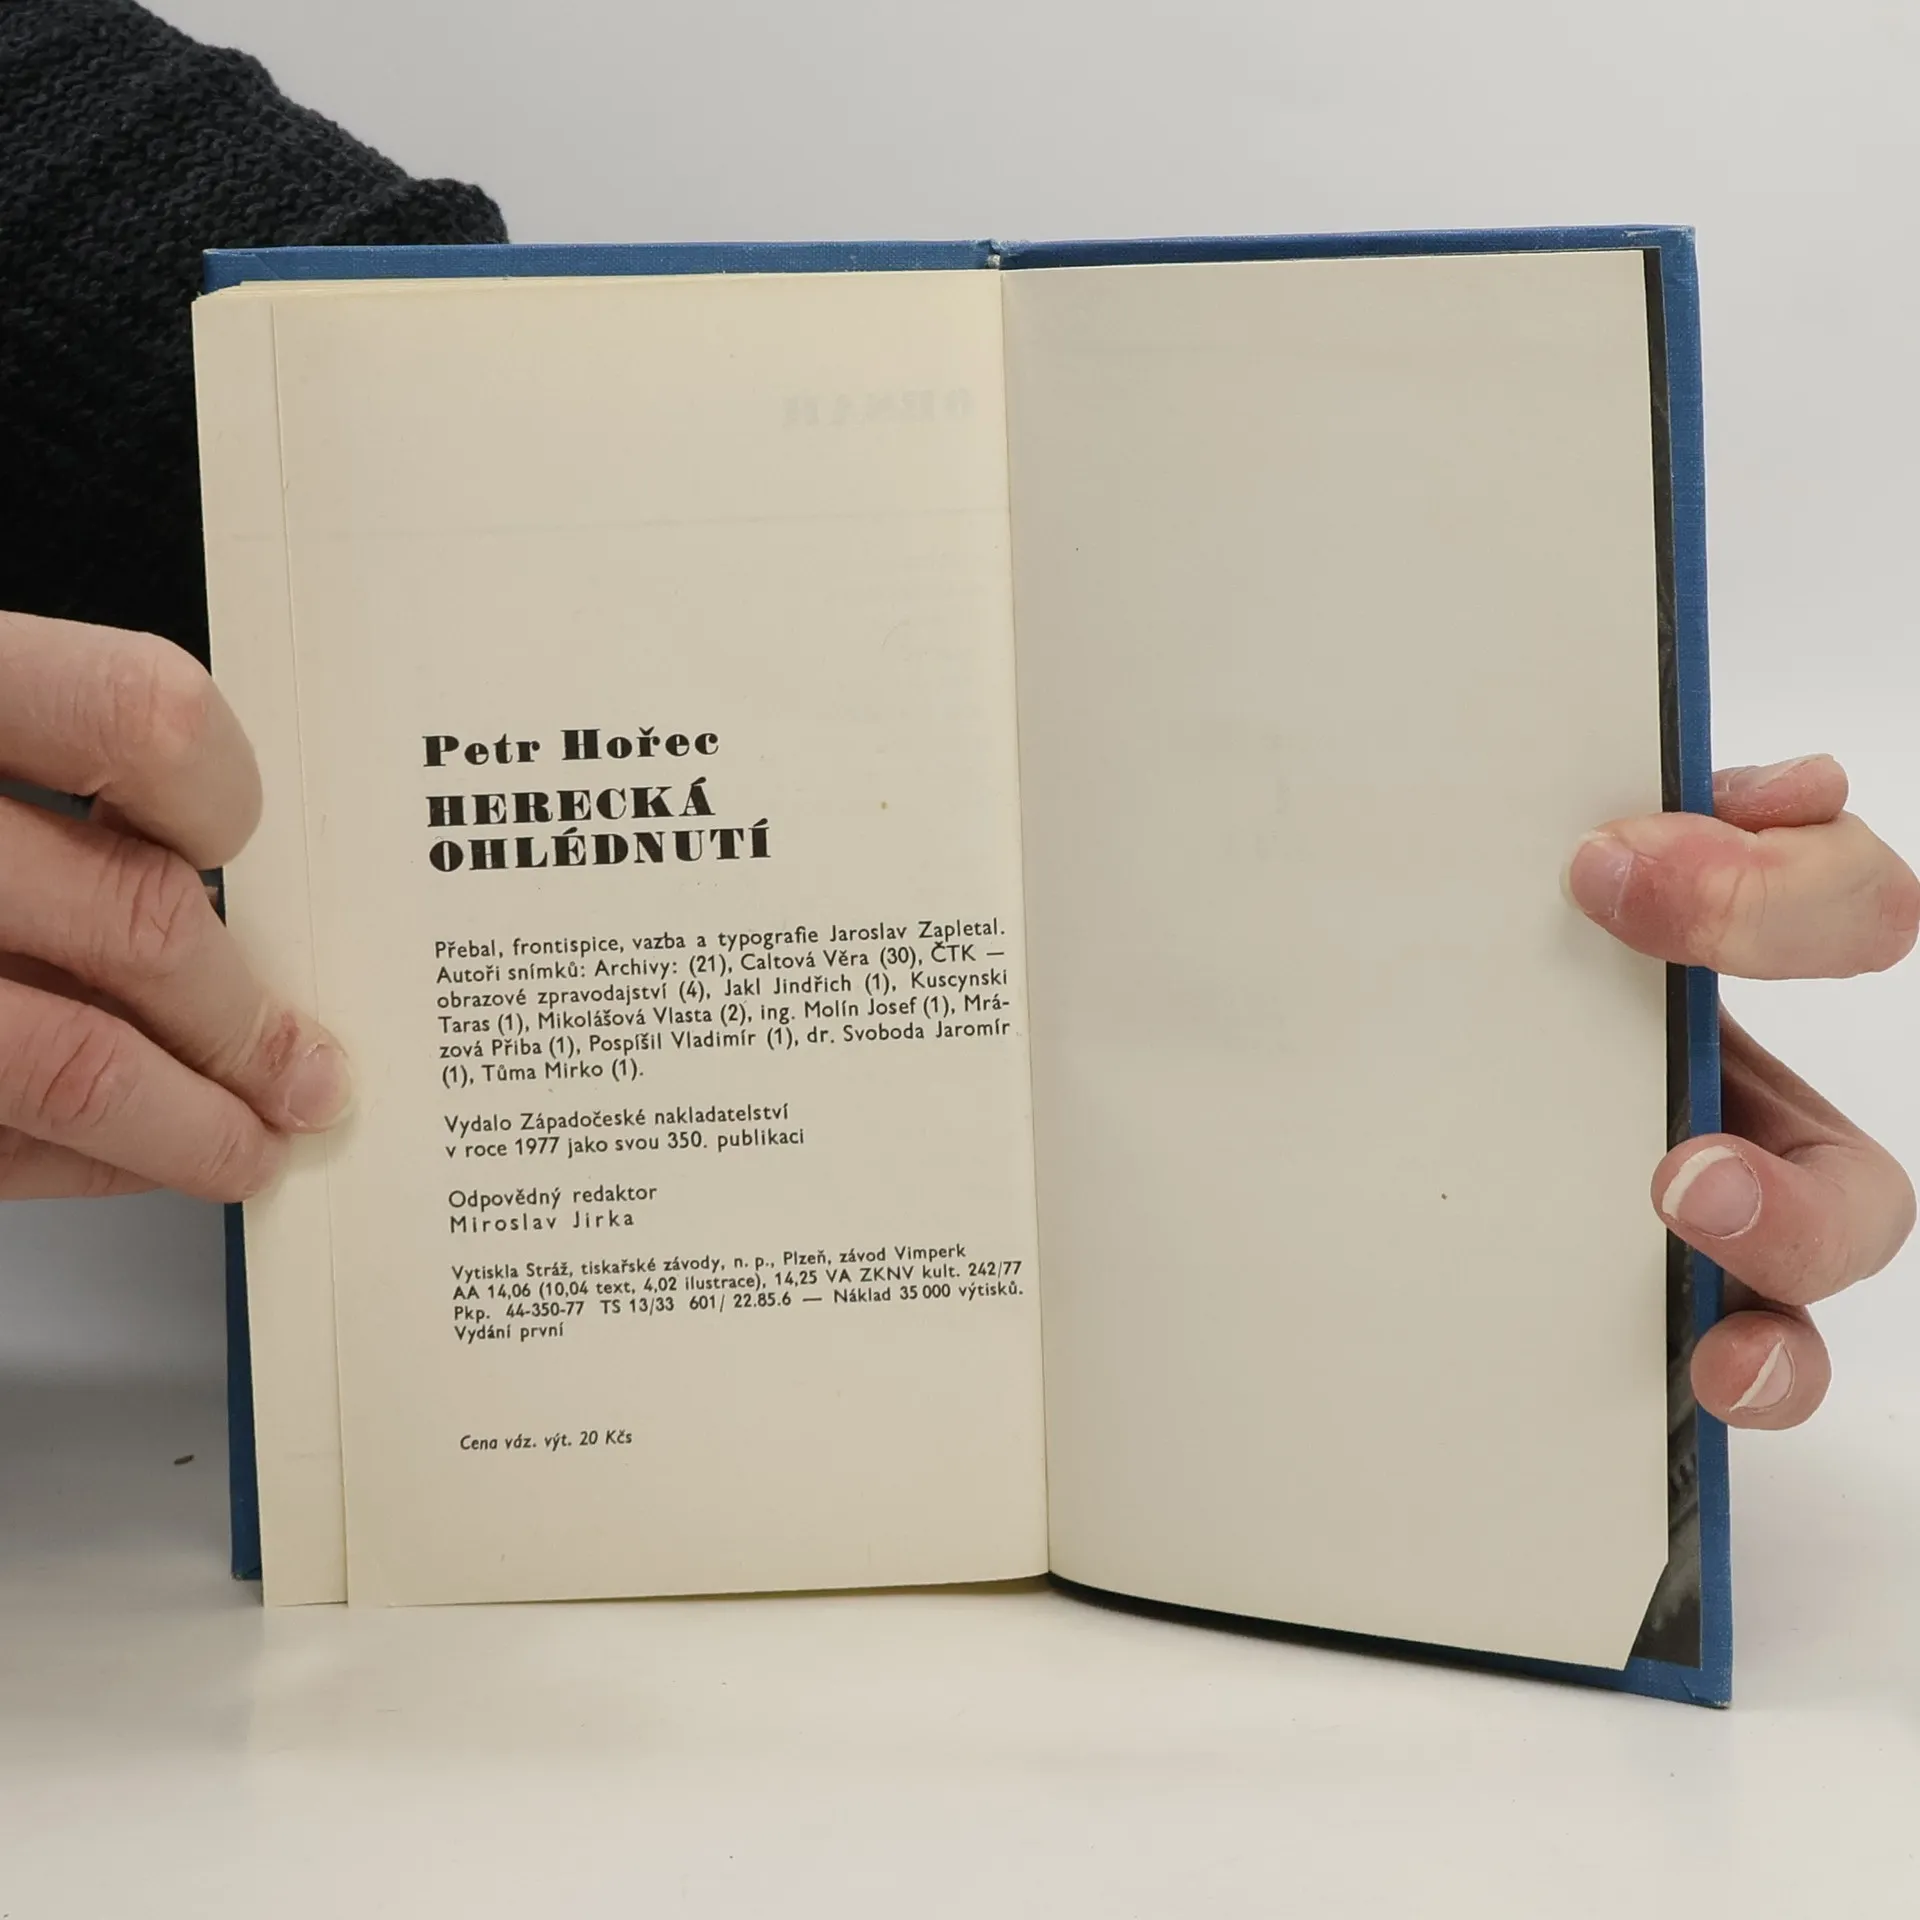 Petr Hořec
HERECKÁ
OHLÉDNUTÍ
Přebal, frontispice, vazba a typografie Jaroslav Zapletal.
Autoři snímků: Archivy: (21), Caltová Věra (30), ČTK —
obrazové zpravodajství (4), Jakl Jindřich (1), Kuscynski
Taras (1), Mikolášová Vlasta (2), ing. Molín Josef (1), Mrá-
zová Přiba (1), Pospíšil Vladimír (1), dr. Svoboda Jaromír
(1), Tůma Mirko (1).
Vydalo Západočeské nakladatelství
v roce 1977 jako svou 350. publikaci
Odpovědný redaktor
Miroslav Jirka
Vytiskla Stráž, tiskařské závody, n. p., Plzeň, závod Vimperk
AA 14,06 (10,04 text, 4,02 ilustrace), 14,25 VA ZKNV kult. 242/77
Pkp. 44-350-77 TS 13/33 601/ 22.85.6 — Náklad 35 000 výtisků.
Vydání první
Cena váz. výt. 20 Kčs